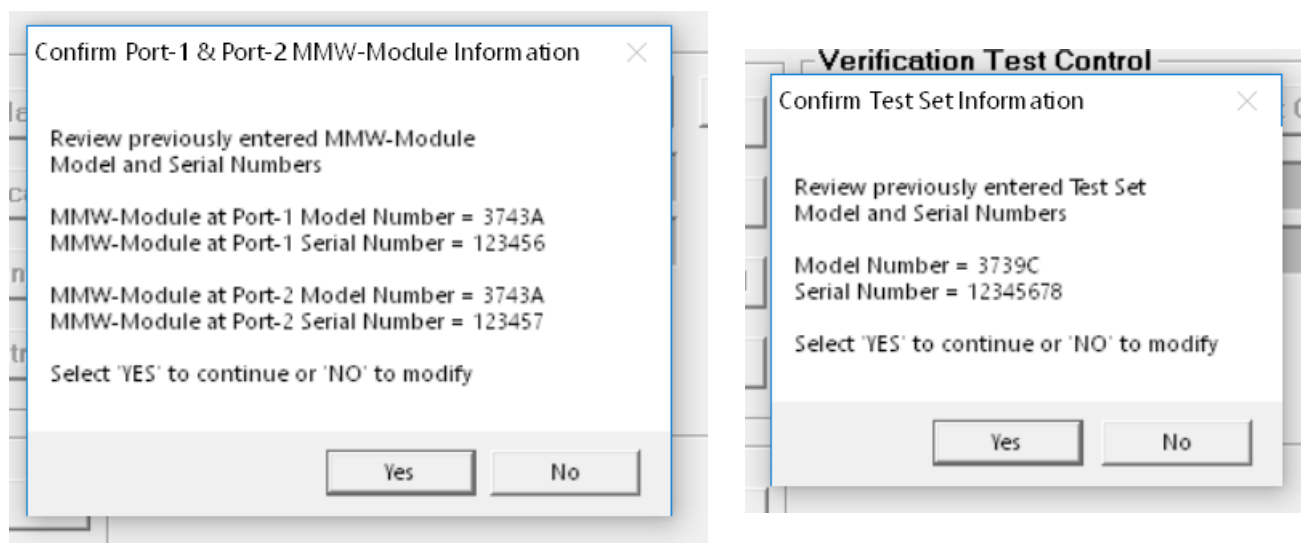 Confirm Port-1 & Port-2 MMW-Module Information
Review previously entered MMW-Module
Model and Serial Numbers
MMW-Module at Port-1 Model Number = 3743A
MMW-Module at Port-1 Serial Number = 123456
MMW-Module at Port-2 Model Number = 3743A
MMW-Module at Port-2 Serial Number = 123457
Select 'YES' to continue or 'NO' to modify
Yes
No
Verification Test Control
Confirm Test Set Information
Review previously entered Test Set
Model and Serial Numbers
Model Number = 3739C
Serial Number = 12345678
Select 'YES' to continue or 'NO' to modify
Yes
No